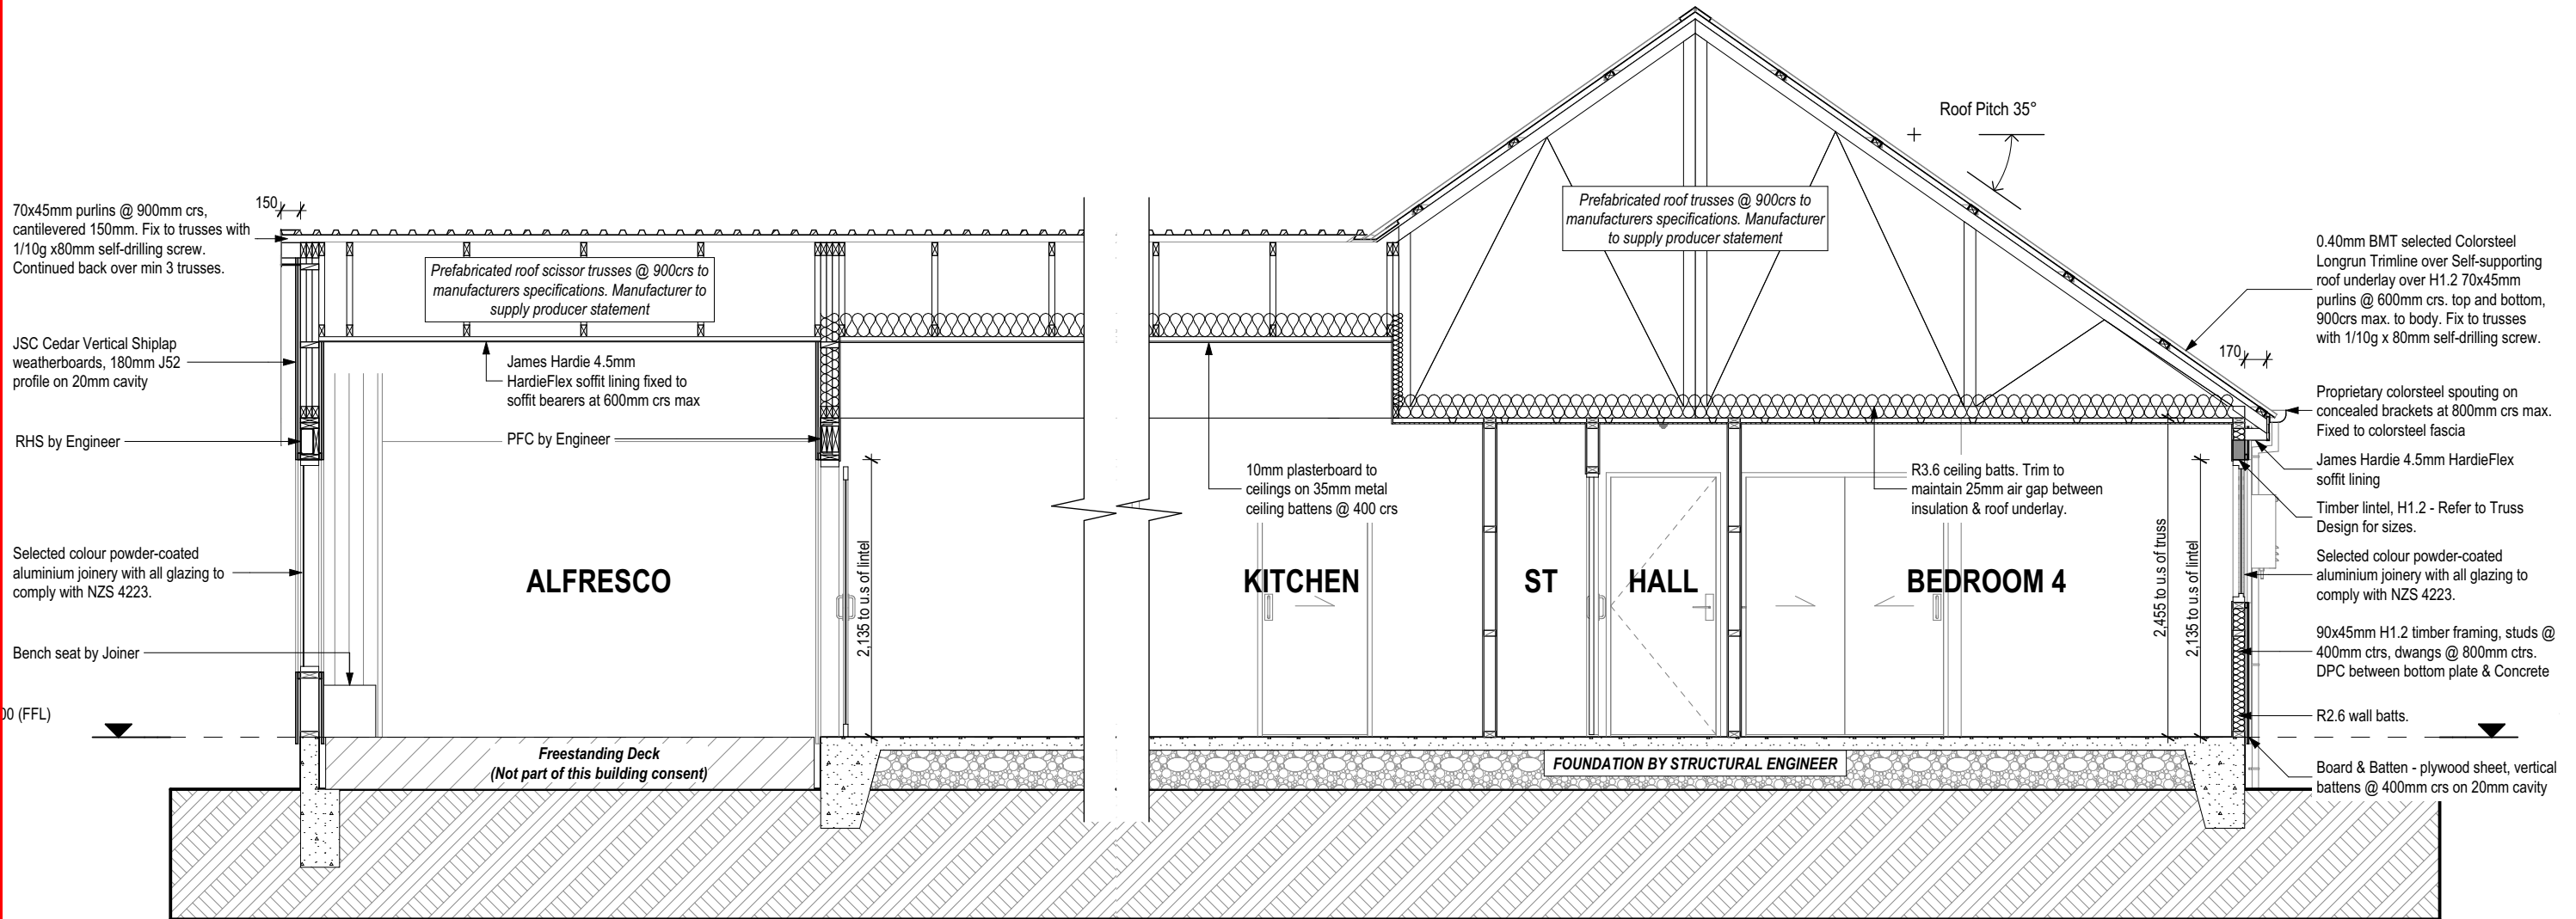 Roof Pitch 35°
150
70x45mm purlins @ 900mm crs,
cantilevered 150mm. Fix to trusses with
1/10g x80mm self-drilling screw.
Continued back over min 3 trusses.
Prefabricated roof scissor trusses @ 900crs to
manufacturers specifications. Manufacturer to
supply producer statement
Prefabricated roof trusses @ 900crs to
manufacturers specifications. Manufacturer
to supply producer statement
0.40mm BMT selected Colorsteel
Longrun Trimline over Self-supporting
roof underlay over H1.2 70x45mm
purlins @ 600mm crs. top and bottom,
900crs max. to body. Fix to trusses
with 1/10g x 80mm self-drilling screw.
170
JSC Cedar Vertical Shiplap
weatherboards, 180mm J52
profile on 20mm cavity
James Hardie 4.5mm
HardieFlex soffit lining fixed to
soffit bearers at 600mm crs max
Proprietary colorsteel spouting on
concealed brackets at 800mm crs max.
Fixed to colorsteel fascia
RHS by Engineer
PFC by Engineer
10mm plasterboard to
ceilings on 35mm metal
ceiling battens @ 400 crs
R3.6 ceiling batts. Trim to
maintain 25mm air gap between
insulation & roof underlay.
James Hardie 4.5mm HardieFlex
soffit lining
Timber lintel, H1.2 - Refer to Truss
Design for sizes.
Selected colour powder-coated
aluminium joinery with all glazing to
comply with NZS 4223.
ALFRESCO
2,135 to u.s of lintel
KITCHEN
ST
HALL
BEDROOM 4
2,455 to u.s of truss
2,135 to u.s of lintel
Selected colour powder-coated
aluminium joinery with all glazing to
comply with NZS 4223.
90x45mm H1.2 timber framing, studs @
400mm ctrs, dwangs @ 800mm ctrs.
DPC between bottom plate & Concrete
Bench seat by Joiner
R2.6 wall batts.
00 (FFL)
Freestanding Deck
(Not part of this building consent)
FOUNDATION BY STRUCTURAL ENGINEER
Board & Batten - plywood sheet, vertical
battens @ 400mm crs on 20mm cavity